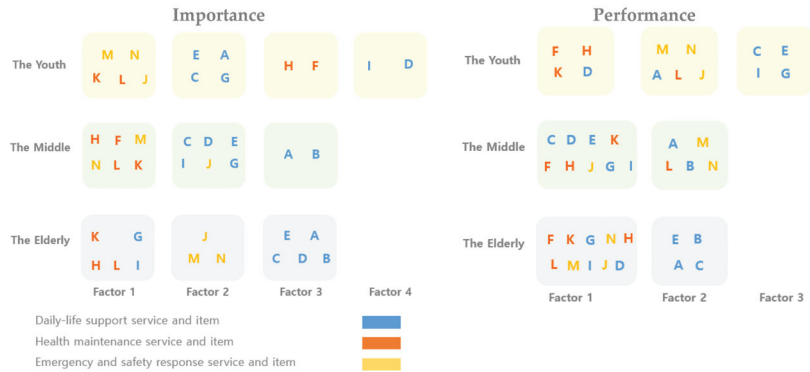 Importance
Performance
The Youth
M N
K L J
E A
C G
H F
I D
The Youth
F H
K D
M N
A L J
C E
I G
The Middle
H F M
N L K
C D E
I J G
A B
The Middle
C D E K
F H J G I
A M
L B N
The Elderly
K G
H L I
J
M N
E A
C D B
The Elderly
F K G N H
L M I J D
E B
A C
Factor 1 Factor 2 Factor 3 Factor 4
Factor 1 Factor 2 Factor 3
Daily-life support service and item
Health maintenance service and item
Emergency and safety response service and item